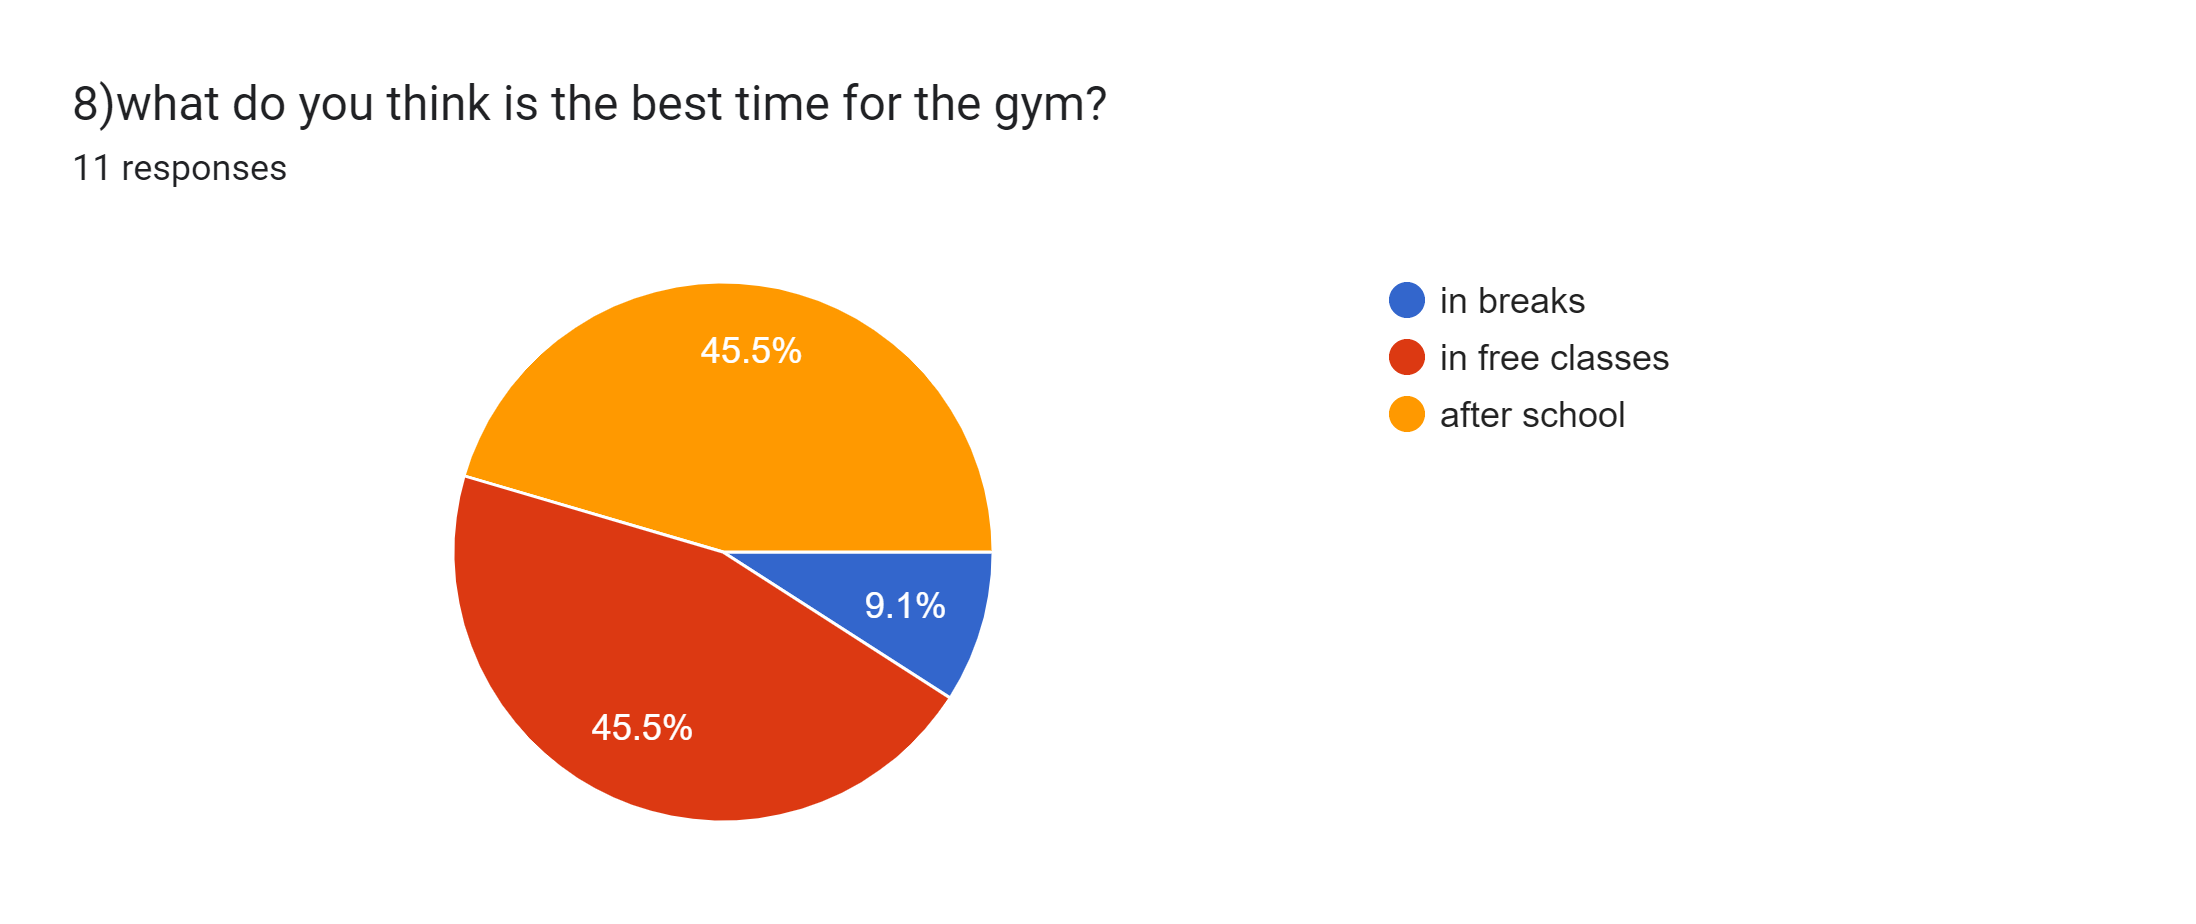 8)what do you think is the best time for the gym?
11 responses
45.5%
9.1%
45.5%
in breaks
in free classes
after school